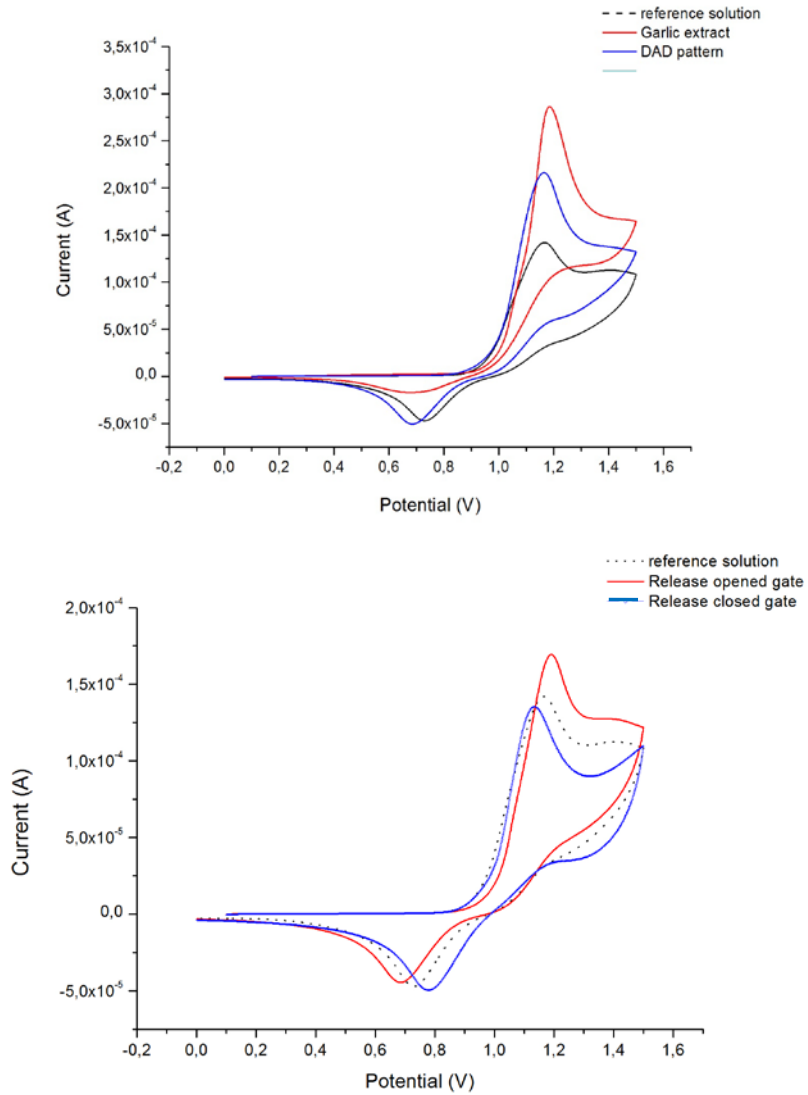 reference solution
Garlic extract
DAD pattern
3,5x10⁻⁴
3,0x10⁻⁴
2,5x10⁻⁴
2,0x10⁻⁴
1,5x10⁻⁴
1,0x10⁻⁴
5,0x10⁻⁵
0,0
-5,0x10⁻⁵
Current (A)
-0,2 0,0 0,2 0,4 0,6 0,8 1,0 1,2 1,4 1,6
Potential (V)
reference solution
Release opened gate
Release closed gate
2,0x10⁻⁴
1,5x10⁻⁴
1,0x10⁻⁴
5,0x10⁻⁵
0,0
-5,0x10⁻⁵
Current (A)
-0,2 0,0 0,2 0,4 0,6 0,8 1,0 1,2 1,4 1,6
Potential (V)